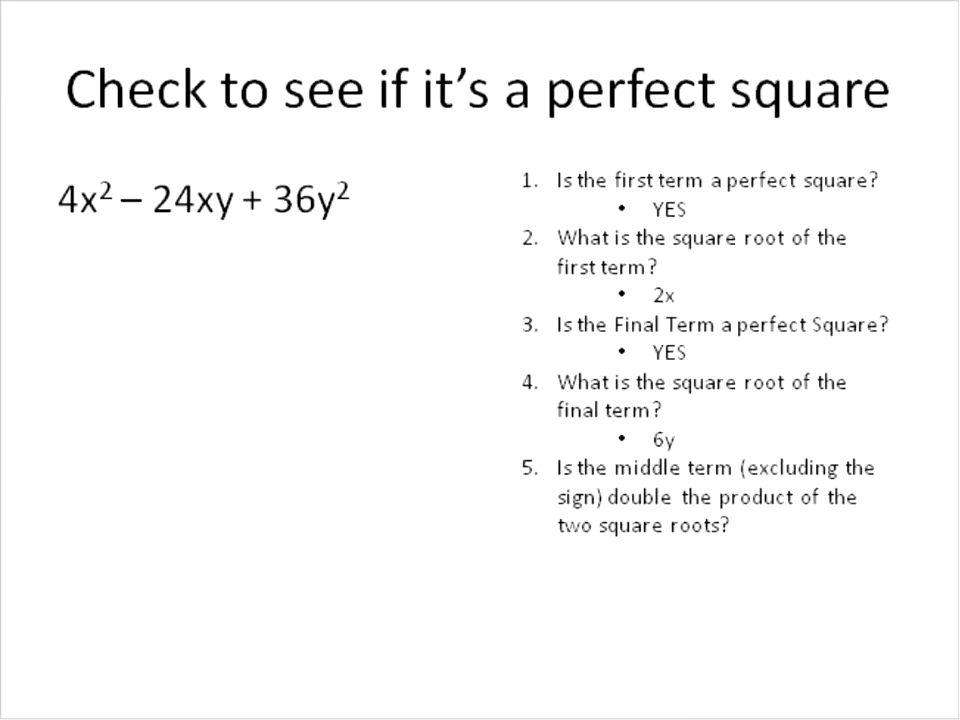 Check to see if it's a perfect square
4x² – 24xy + 36y²
1. Is the first term a perfect square?
• YES
2. What is the square root of the
first term?
• 2x
3. Is the Final Term a perfect Square?
• YES
4. What is the square root of the
final term?
• 6y
5. Is the middle term (excluding the
sign) double the product of the
two square roots?